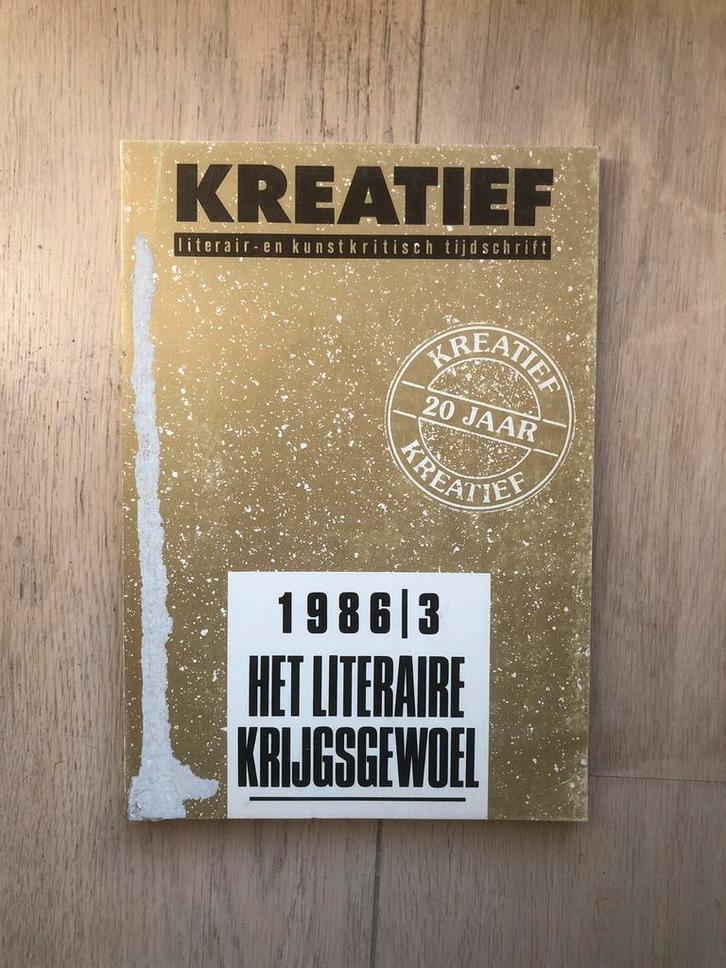 KREATIEF
literair-en kunstkritisch tijdschrift
KREATIEF
20 JAAR
KREATIEF
1986|3
HET LITERAIRE
KRIJGSGEWOEL